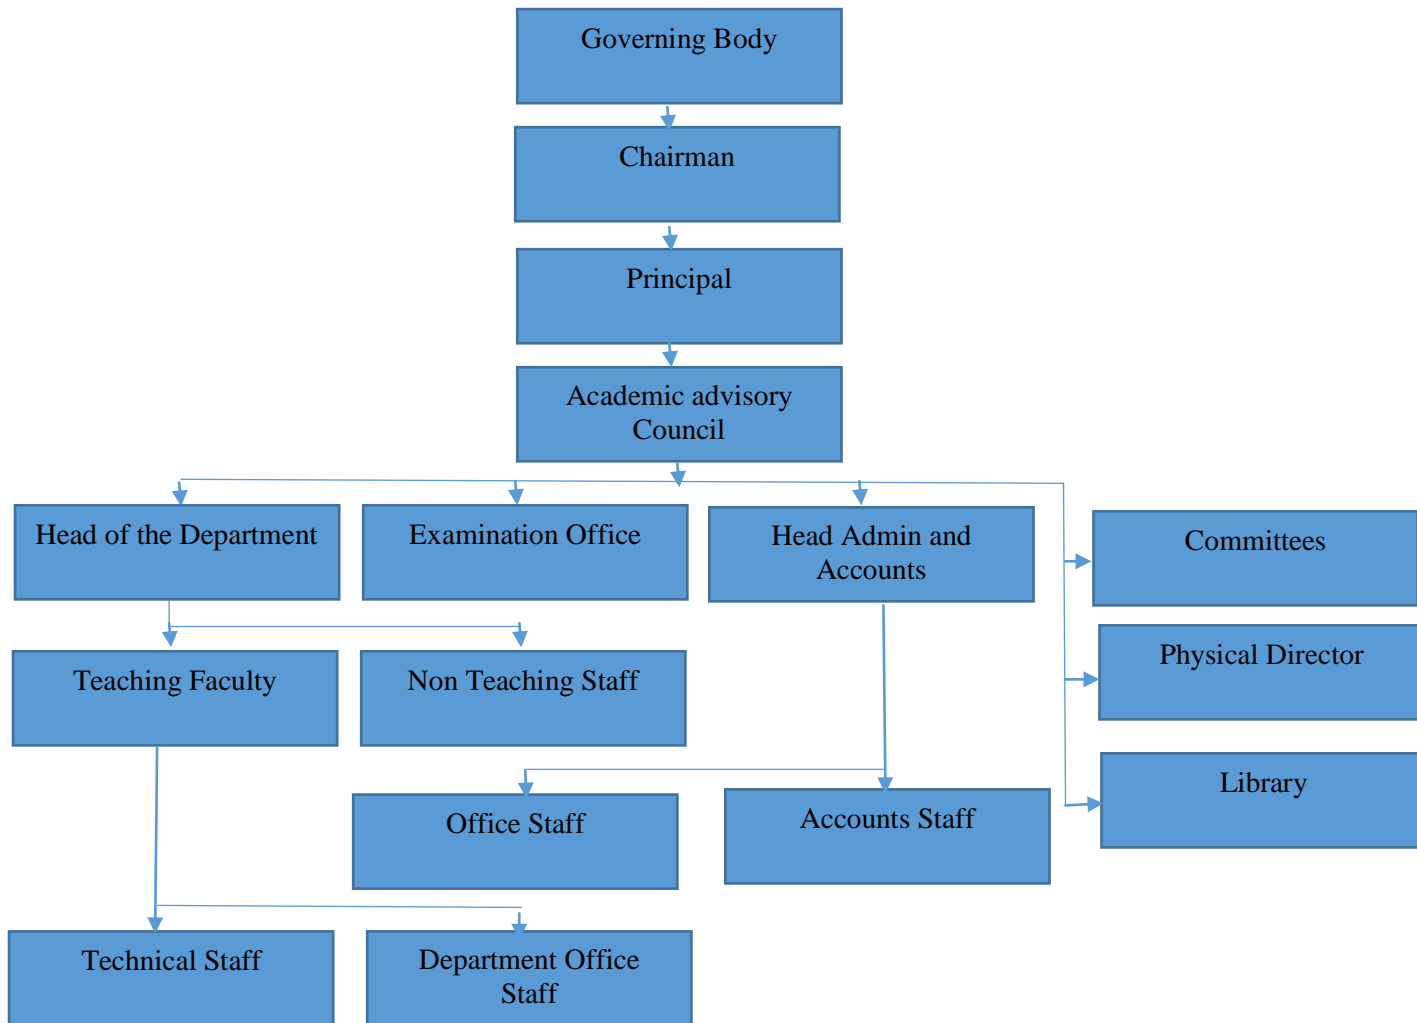 Governing Body
Chairman
Principal
Academic advisory
Council
Head of the Department
Examination Office
Head Admin and
Accounts
Committees
Physical Director
Library
Teaching Faculty
Non Teaching Staff
Office Staff
Accounts Staff
Technical Staff
Department Office
Staff